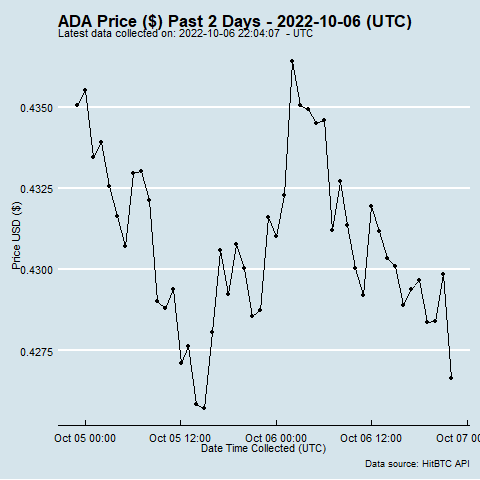 ADA Price ($) Past 2 Days - 2022-10-06 (UTC)
Latest data collected on: 2022-10-06 22:04:07 - UTC
Price USD ($)
0.4350
0.4325
0.4300
0.4275
Oct 05 00:00 Oct 05 12:00 Oct 06 00:00 Oct 06 12:00 Oct 07 0
Date Time Collected (UTC)
Data source: HitBTC API